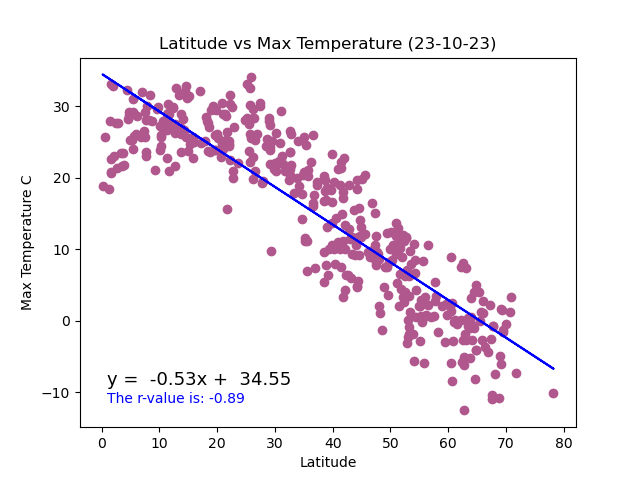 Latitude vs Max Temperature (23-10-23)
Max Temperature C
30
20
10
0
−10
y =  -0.53x +  34.55
The r-value is: -0.89
0 10 20 30 40 50 60 70 80
Latitude